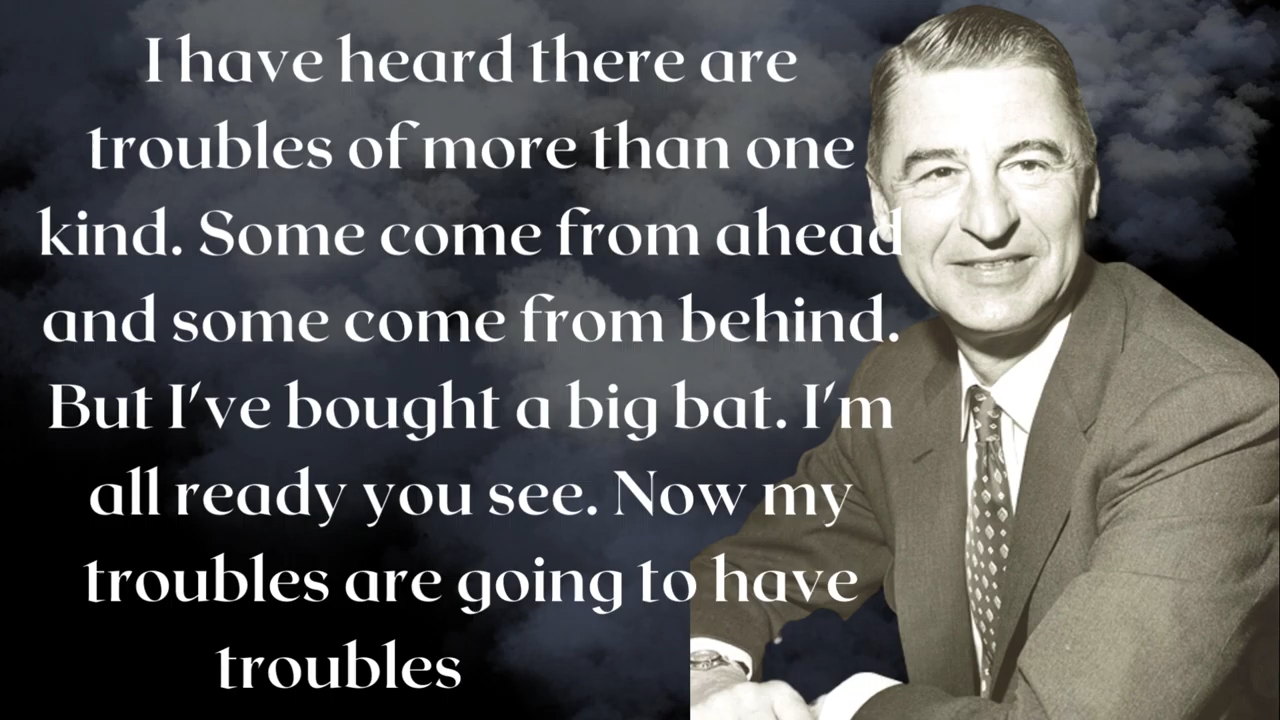 I have heard there are
troubles of more than one
kind. Some come from ahead
and some come from behind.
But I've bought a big bat. I'm
all ready you see. Now my
troubles are going to have
troubles